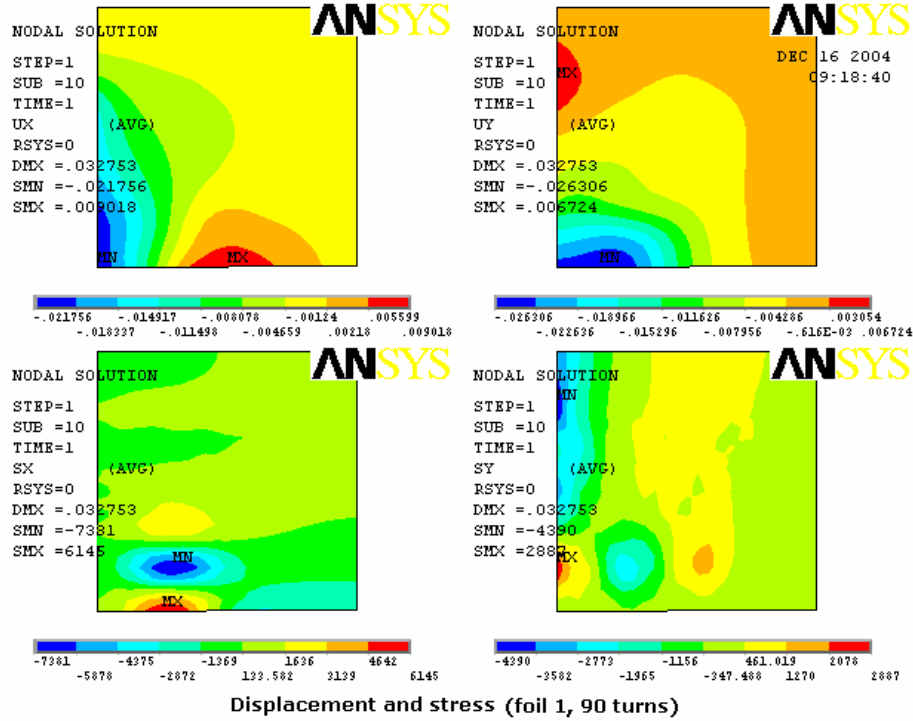 ANSYS
NODAL SOLUTION
STEP=1
SUB =10
TIME=1
UX (AVG)
RSYS=0
DMX =.032753
SMN =-.021756
SMX =.009018
MN
MX
-.021756 -.014917 -.008078 -.00124 .005599
-.018337 -.011498 -.004659 .00218 .009018
ANSYS
NODAL SOLUTION
DEC 16 2004
09:18:40
STEP=1
SUB =10
TIME=1
UY (AVG)
RSYS=0
DMX =.032753
SMN =-.026306
SMX =.006724
MX
MN
-.026306 -.018966 -.011626 -.004286 .003054
-.022636 -.015296 -.007956 -.616E-03 .006724
ANSYS
NODAL SOLUTION
STEP=1
SUB =10
TIME=1
SX (AVG)
RSYS=0
DMX =.032753
SMN =-7381
SMX =6145
MN
MX
-7381 -4375 -1369 1636 4642
-5878 -2872 133.582 3139 6145
ANSYS
NODAL SOLUTION
STEP=1
SUB =10
TIME=1
SY (AVG)
RSYS=0
DMX =.032753
SMN =-4390
SMX =2887
MN
MX
-4390 -2773 -1156 461.019 2078
-3582 -1965 -347.488 1270 2887
Displacement and stress (foil 1, 90 turns)